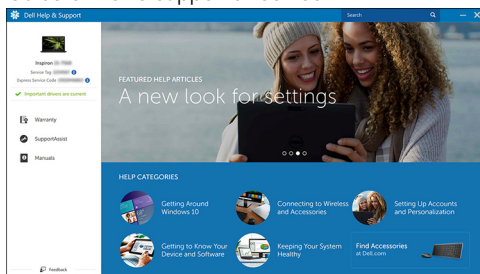 Dell Help & Support
Search
Inspiron
Service Tag
Express Service Code
Important drivers are current
Warranty
SupportAssist
Manuals
Feedback
FEATURED HELP ARTICLES
A new look for settings
HELP CATEGORIES
Getting Around
Windows 10
Connecting to Wireless
and Accessories
Setting Up Accounts
and Personalization
Getting to Know Your
Device and Software
Keeping Your System
Healthy
Find Accessories
at Dell.com